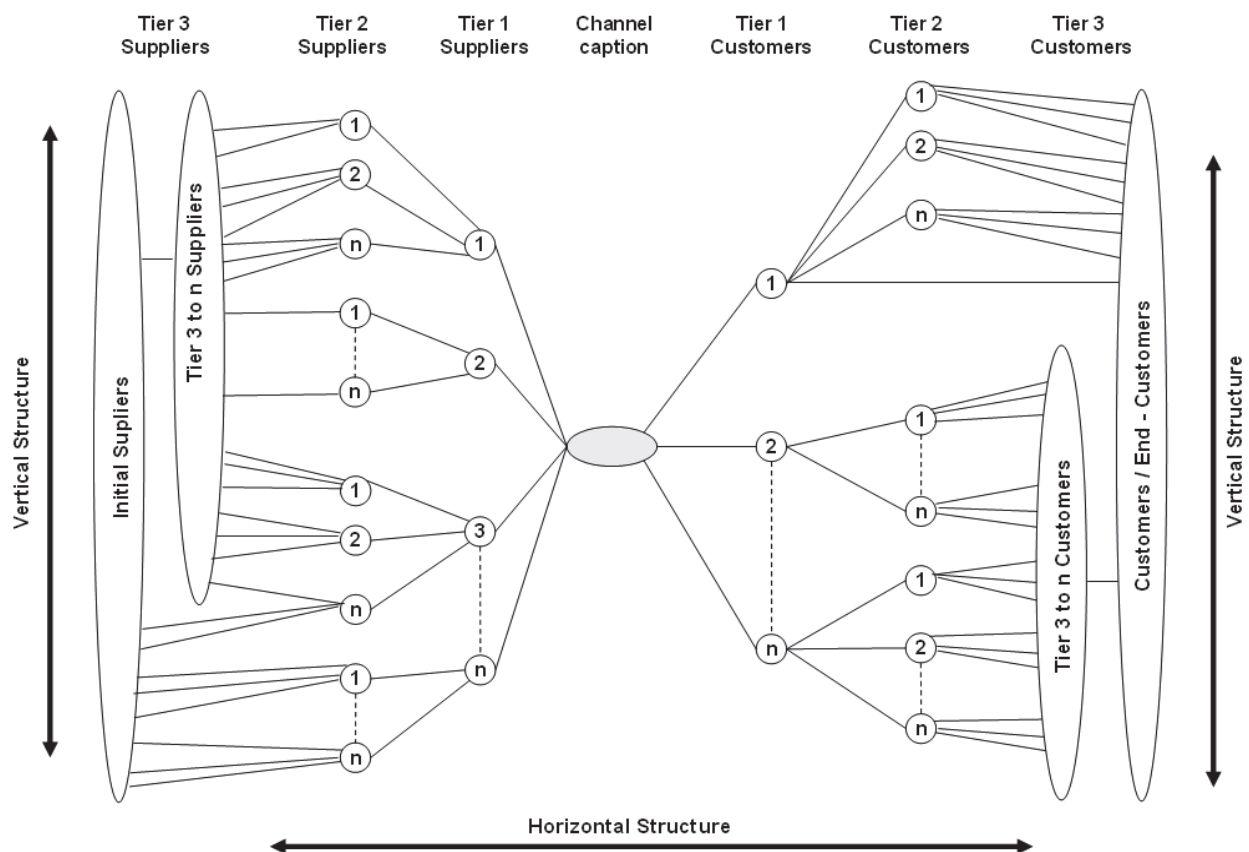 Tier 3
Suppliers
Tier 2
Suppliers
Tier 1
Suppliers
Channel
caption
Tier 1
Customers
Tier 2
Customers
Tier 3
Customers
Vertical Structure
Initial Supliers
Tier 3 to n Suppliers
1
2
n
1
n
1
2
n
1
n
1
2
3
n
1
2
n
1
2
n
1
n
1
2
n
Tier 3 to n Customers
Customers / End - Customers
Vertical Structure
Horizontal Structure